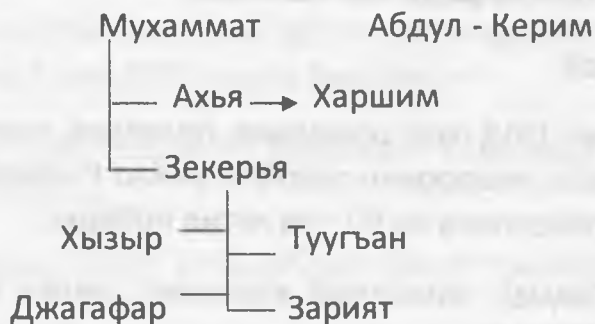 Мухаммат Абдул - Керим
Ахья Харшим
Зекерья
Хызыр Туугъан
Джагафар Зарият